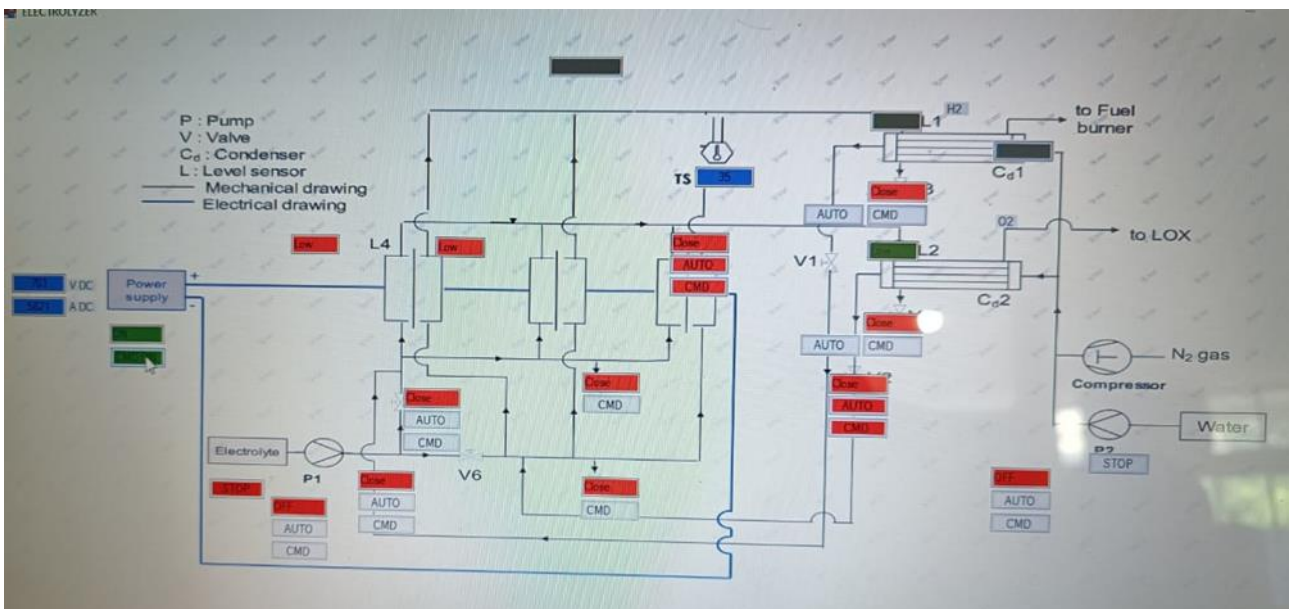 ELECTROLYZER
P : Pump
V : Valve
Cd : Condenser
L : Level sensor
Mechanical drawing
Electrical drawing
H2
L1
to Fuel
burner
Cd1
TS
35
Close
AUTO
CMD
O2
to LOX
Low
L4
Low
Close
AUTO
CMD
L2
V1
Cd2
V DC
A DC
Power
supply
+
-
On
Close
AUTO
CMD
N2 gas
Compressor
Close
CMD
Close
AUTO
CMD
Close
AUTO
CMD
Electrolyte
P1
V6
Water
P2
STOP
STOP
OFF
AUTO
CMD
Close
AUTO
CMD
Close
CMD
OFF
AUTO
CMD